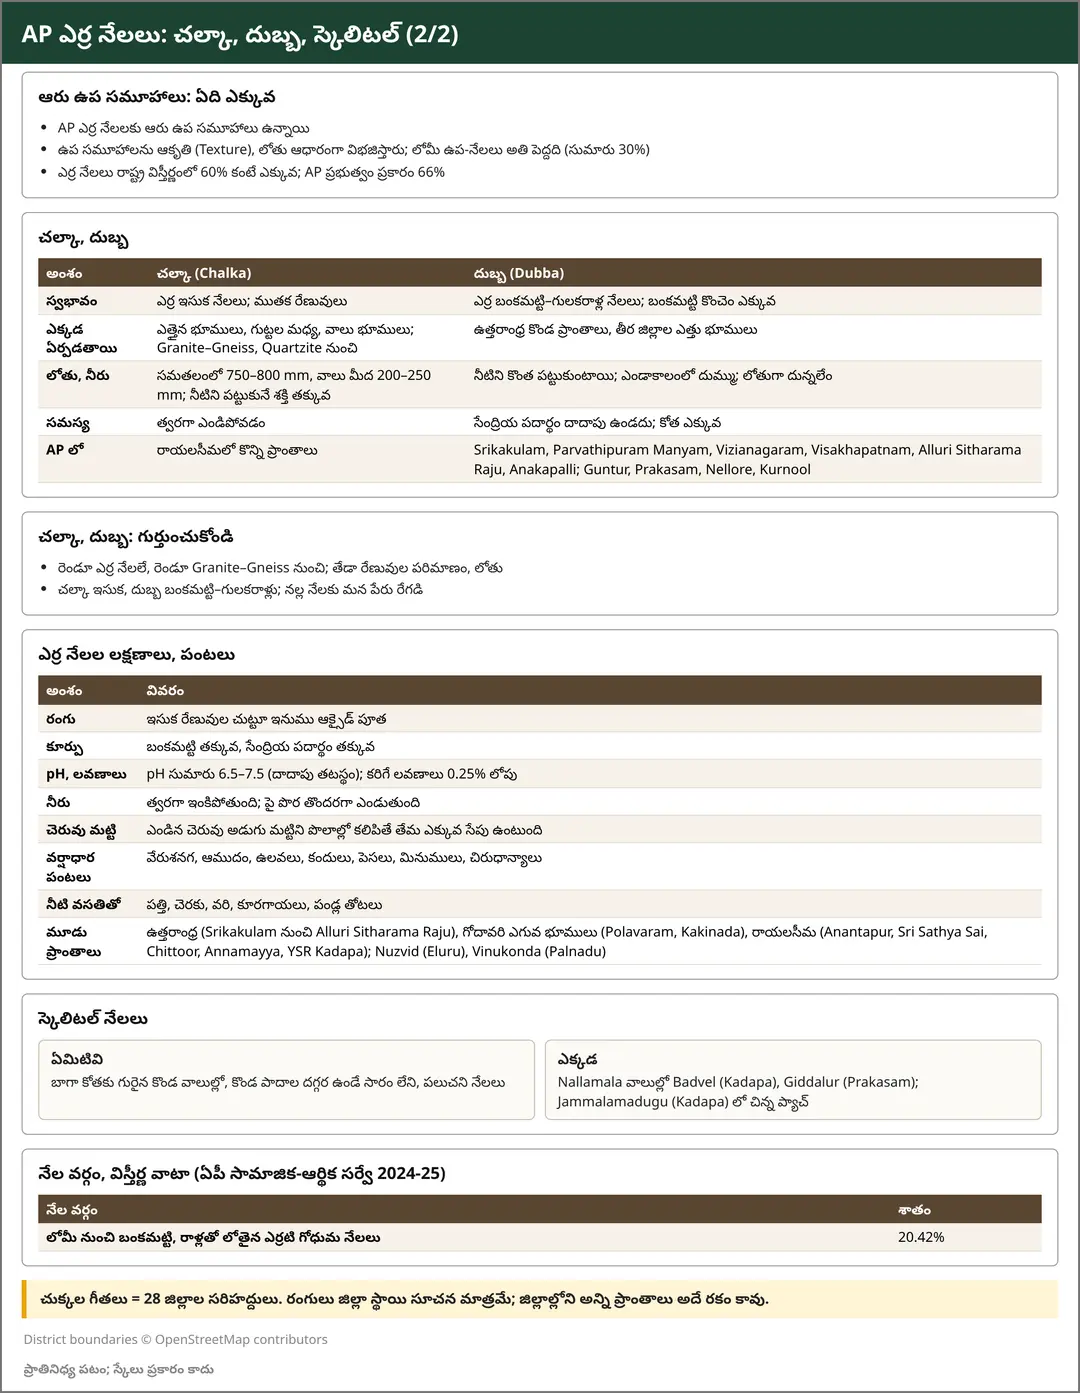 AP ఎర్ర నేలలు: చల్కా, దుబ్బ, స్కెలిటల్ (2/2)
ఆరు ఉప సమూహాలు: ఏది ఎక్కువ
• AP ఎర్ర నేలలకు ఆరు ఉప సమూహాలు ఉన్నాయి
• ఉప సమూహాలను ఆకృతి (Texture), లోతు ఆధారంగా విభజిస్తారు; లోమీ ఉప-నేలలు అతి పెద్దది (సుమారు 30%)
• ఎర్ర నేలలు రాష్ట్ర విస్తీర్ణంలో 60% కంటే ఎక్కువ; AP ప్రభుత్వం ప్రకారం 66%
చల్కా, దుబ్బ
అంశం చల్కా (Chalka) దుబ్బ (Dubba)
స్వభావం ఎర్ర ఇసుక నేలలు; ముతక రేణువులు ఎర్ర బంకమట్టి–గులకరాళ్ల నేలలు; బంకమట్టి కొంచెం ఎక్కువ
ఎక్కడ ఏర్పడతాయి ఎత్తైన భూములు, గుట్టల మధ్య, వాలు భూములు; Granite–Gneiss, Quartzite నుంచి ఉత్తరాంధ్ర కొండ ప్రాంతాలు, తీర జిల్లాల ఎత్తు భూములు
లోతు, నీరు సమతలంలో 750–800 mm, వాలు మీద 200–250 mm; నీటిని పట్టుకునే శక్తి తక్కువ నీటిని కొంత పట్టుకుంటాయి; ఎండాకాలంలో దుమ్ము; లోతుగా దున్నలేం
సమస్య త్వరగా ఎండిపోవడం సేంద్రియ పదార్థం దాదాపు ఉండదు; కోత ఎక్కువ
AP లో రాయలసీమలో కొన్ని ప్రాంతాలు Srikakulam, Parvathipuram Manyam, Vizianagaram, Visakhapatnam, Alluri Sitharama Raju, Anakapalli; Guntur, Prakasam, Nellore, Kurnool
చల్కా, దుబ్బ: గుర్తుంచుకోండి
• రెండూ ఎర్ర నేలలే, రెండూ Granite–Gneiss నుంచి; తేడా రేణువుల పరిమాణం, లోతు
• చల్కా ఇసుక, దుబ్బ బంకమట్టి–గులకరాళ్లు; నల్ల నేలకు మన పేరు రేగడి
ఎర్ర నేలల లక్షణాలు, పంటలు
అంశం వివరం
రంగు ఇసుక రేణువుల చుట్టూ ఇనుము ఆక్సైడ్ పూత
కూర్పు బంకమట్టి తక్కువ, సేంద్రియ పదార్థం తక్కువ
pH, లవణాలు pH సుమారు 6.5–7.5 (దాదాపు తటస్థం); కరిగే లవణాలు 0.25% లోపు
నీరు త్వరగా ఇంకిపోతుంది; పై పొర తొందరగా ఎండుతుంది
చెరువు మట్టి ఎండిన చెరువు అడుగు మట్టిని పొలాల్లో కలిపితే తేమ ఎక్కువ సేపు ఉంటుంది
వర్షాధార పంటలు వేరుశనగ, ఆముదం, ఉలవలు, కందులు, పెసలు, మినుములు, చిరుధాన్యాలు
నీటి వసతితో పత్తి, చెరకు, వరి, కూరగాయలు, పండ్ల తోటలు
మూడు ప్రాంతాలు ఉత్తరాంధ్ర (Srikakulam నుంచి Alluri Sitharama Raju), గోదావరి ఎగువ భూములు (Polavaram, Kakinada), రాయలసీమ (Anantapur, Sri Sathya Sai, Chittoor, Annamayya, YSR Kadapa); Nuzvid (Eluru), Vinukonda (Palnadu)
స్కెలిటల్ నేలలు
ఏమిటివి
బాగా కోతకు గురైన కొండ వాలుల్లో, కొండ పాదాల దగ్గర ఉండే సారం లేని, పలుచని నేలలు
ఎక్కడ
Nallamala వాలుల్లో Badvel (Kadapa), Giddalur (Prakasam);
Jammalamadugu (Kadapa) లో చిన్న ప్యాచ్
నేల వర్గం, విస్తీర్ణ వాటా (ఏపీ సామాజిక-ఆర్థిక సర్వే 2024-25)
నేల వర్గం శాతం
లోమీ నుంచి బంకమట్టి, రాళ్లతో లోతైన ఎర్రటి గోధుమ నేలలు 20.42%
చుక్కల గీతలు = 28 జిల్లాల సరిహద్దులు. రంగులు జిల్లా స్థాయి సూచన మాత్రమే; జిల్లాల్లోని అన్ని ప్రాంతాలు అదే రకం కావు.
District boundaries © OpenStreetMap contributors
ప్రాతినిధ్య పటం; స్కేలు ప్రకారం కాదు